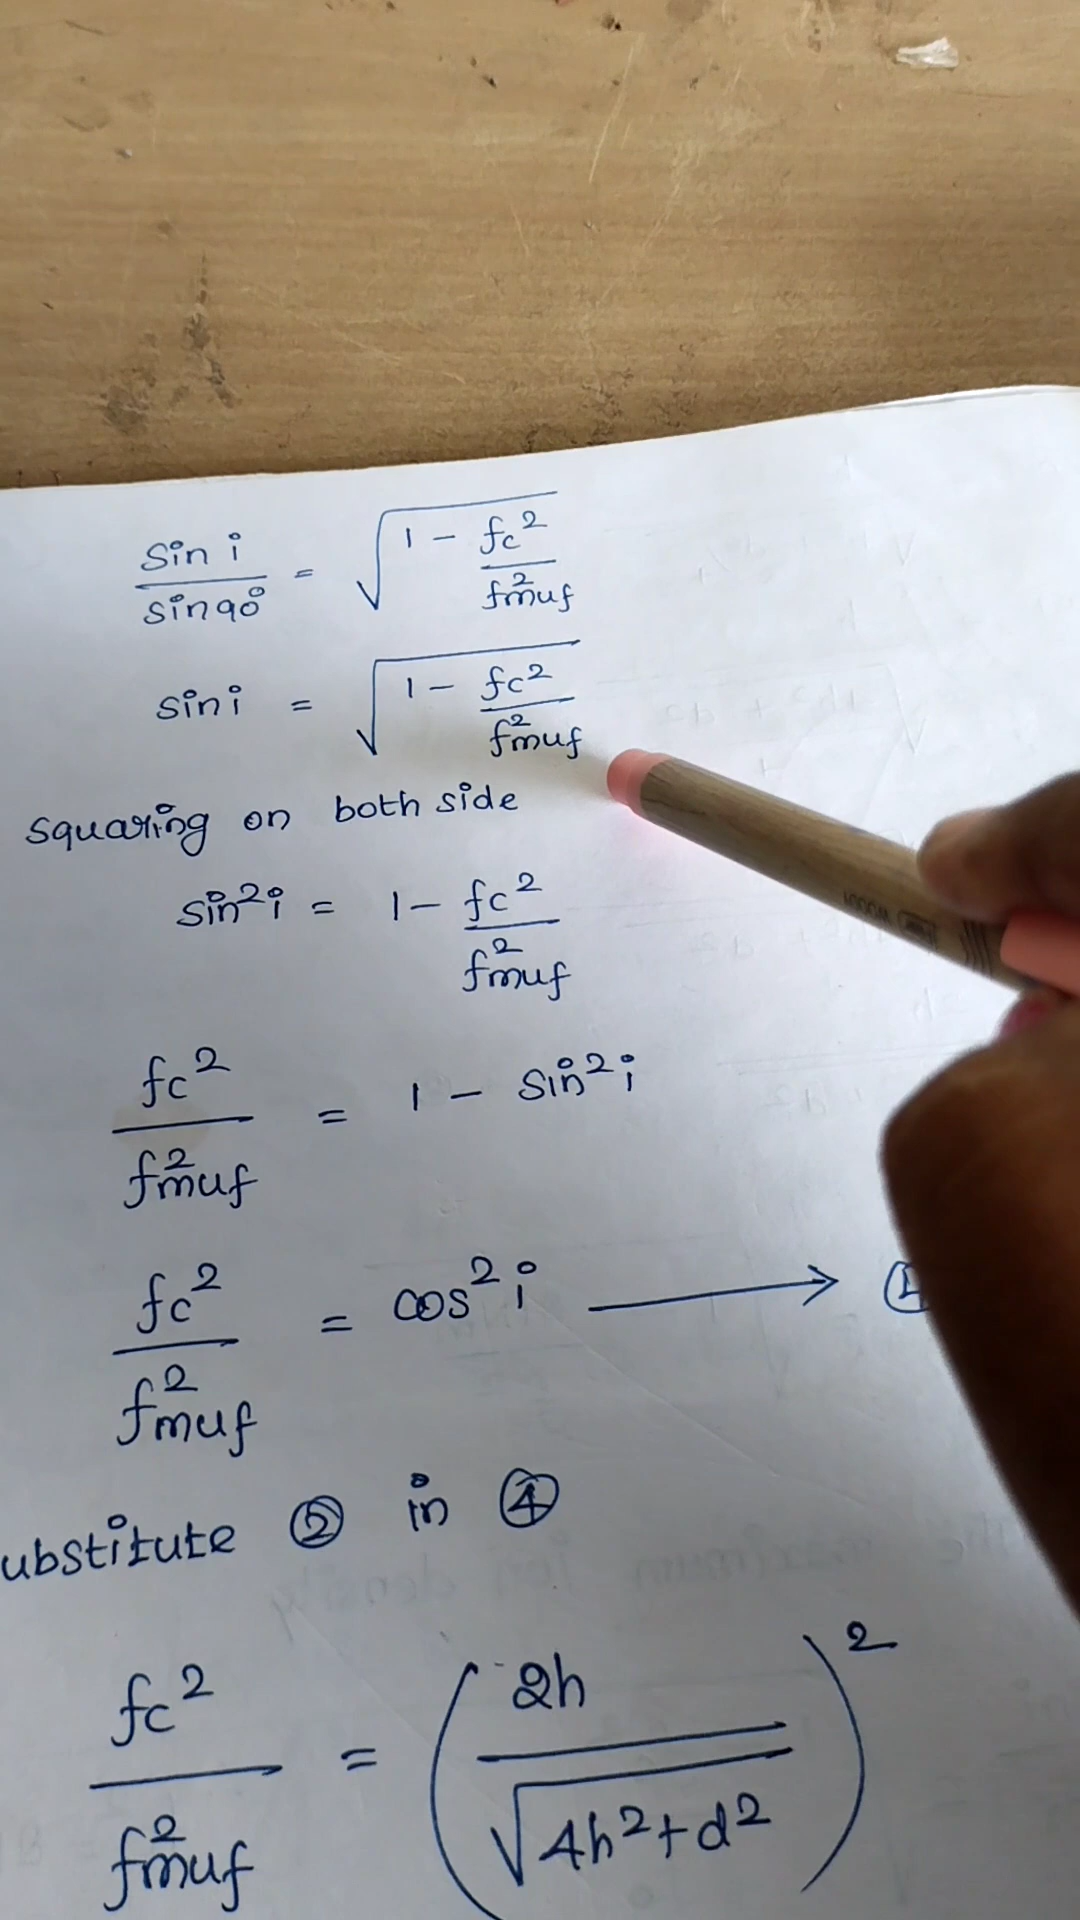 sin i / sin90° = √(1 - fc² / f²muf)
sin i = √(1 - fc² / f²muf)
squaring on both side
sin²i = 1 - fc² / f²muf
fc² / f²muf = 1 - sin²i
fc² / f²muf = cos²i ⟶ ④
ubstitute ② in ④
fc² / f²muf = (2h / √4h²+d²)²